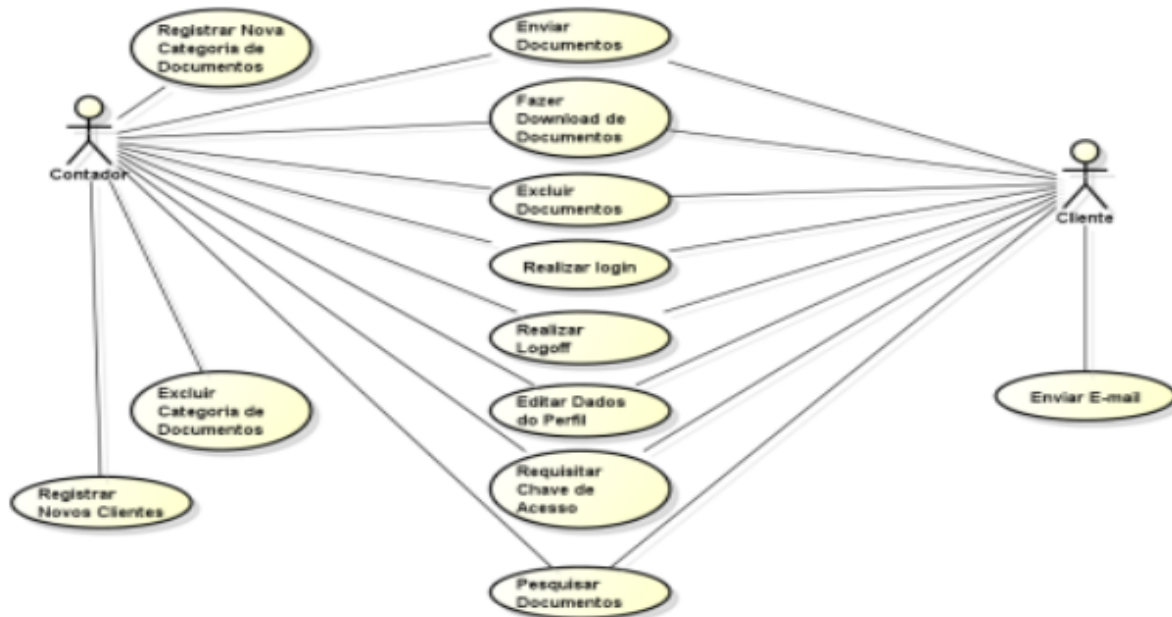 Registrar Nova
Categoria de
Documentos
Enviar
Documentos
Fazer
Download de
Documentos
Contador
Excluir
Documentos
Cliente
Realizar login
Realizar
Logoff
Excluir
Categoria de
Documentos
Editar Dados
do Perfil
Enviar E-mail
Registrar
Novos Clientes
Requisitar
Chave de
Acesso
Pesquisar
Documentos